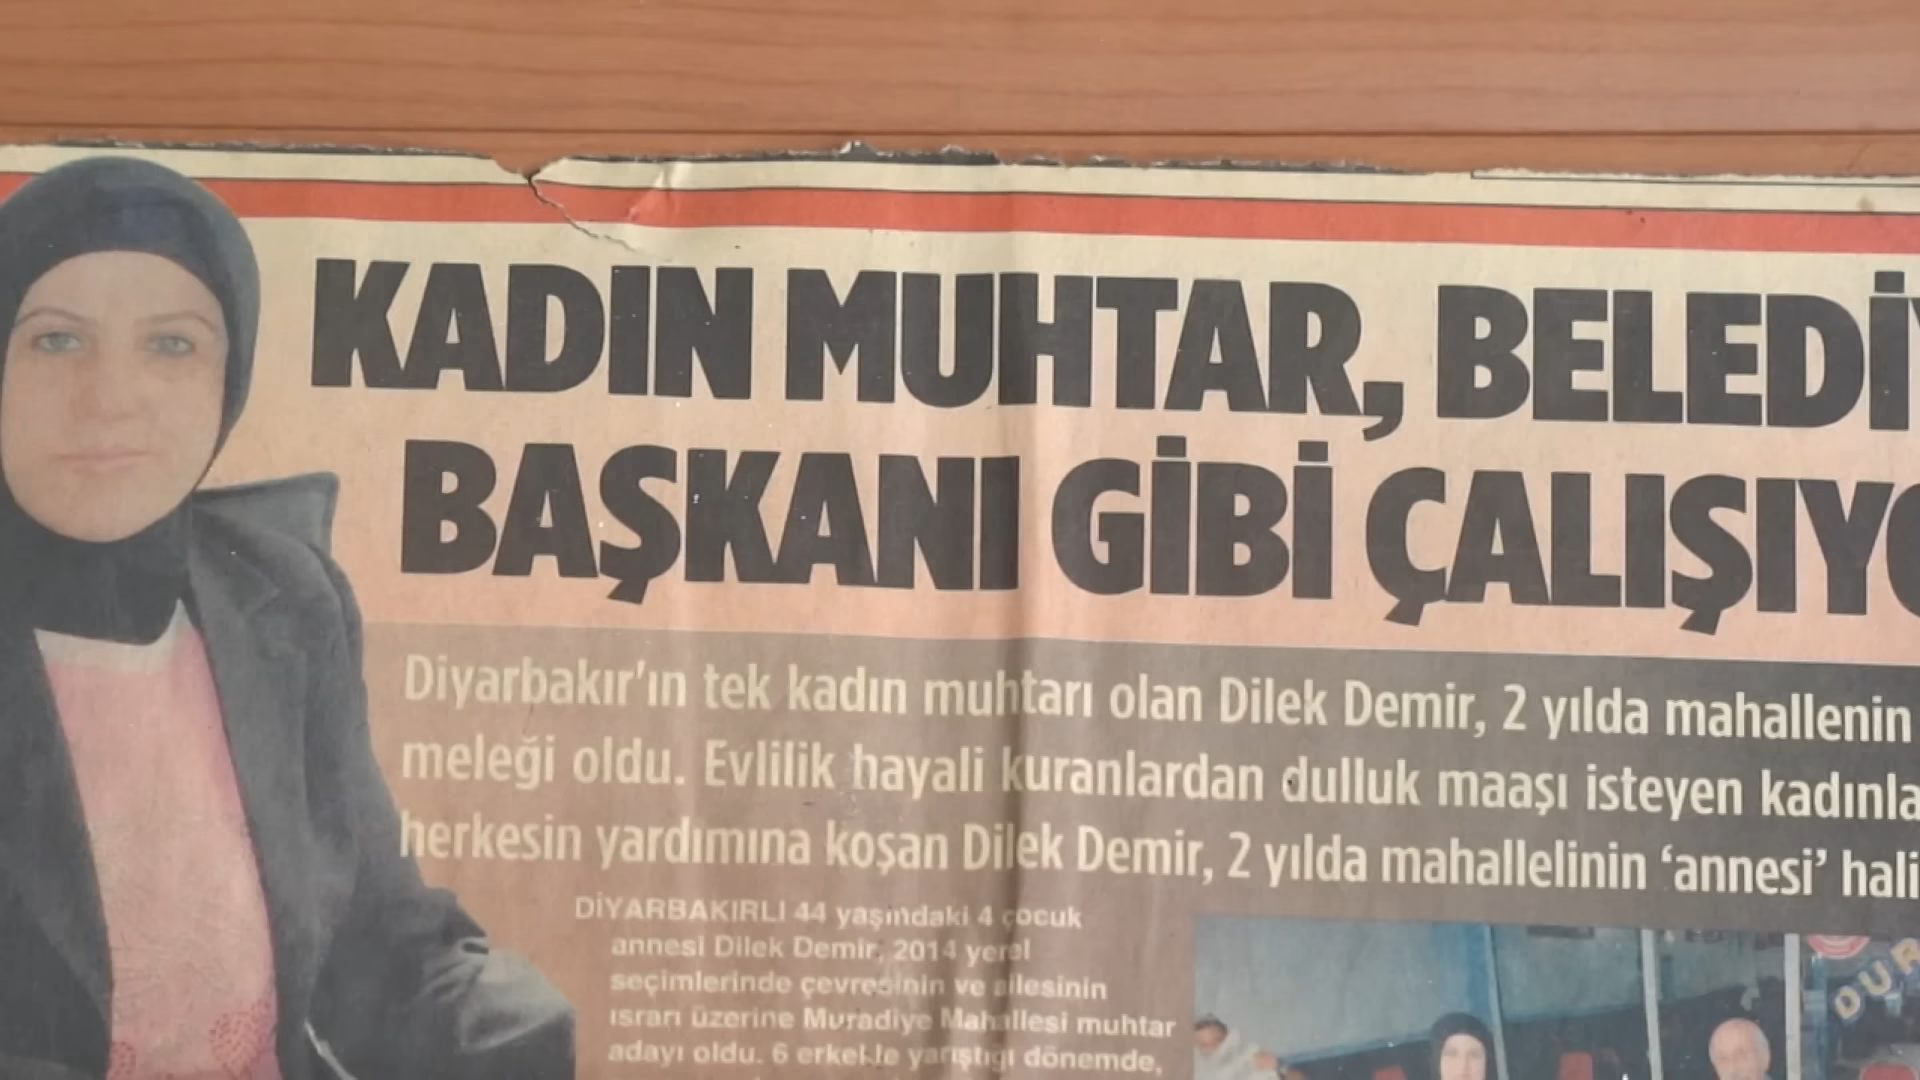 KADIN MUHTAR, BELEDİY
BAŞKANI GİBİ ÇALIŞIYO
Diyarbakır'ın tek kadın muhtarı olan Dilek Demir, 2 yılda mahallenin
meleği oldu. Evlilik hayali kuranlardan dulluk maaşı isteyen kadınla
herkesin yardımına koşan Dilek Demir, 2 yılda mahallelinin ‘annesi’ hali
DİYARBAKIRLI 44 yaşındaki 4 çocuk
annesi Dilek Demir, 2014 yerel
seçimlerinde çevresinin ve ailesinin
ısrarı üzerine Muradiye Mahallesi muhtar
adayı oldu. 6 erkekle yarıştığı dönemde,
DUR